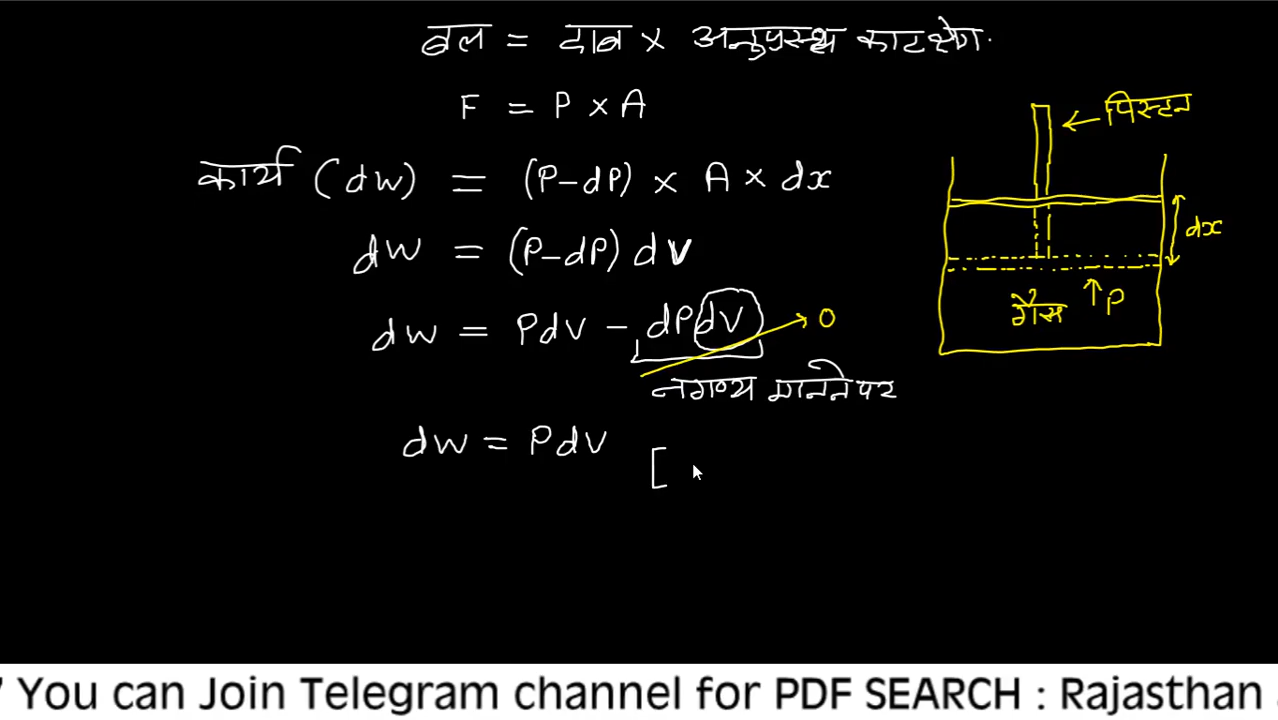 बल = दाब × अनुप्रस्थ काट क्षे०
F = P × A
← पिस्टन
कार्य (dw) = (P-dP) × A × dx
dx
dw = (P-dP) dV
गैस ↑ P
dw = PdV - dPdV → 0
नगण्य मानने पर
dw = PdV [
You can Join Telegram channel for PDF SEARCH : Rajasthan